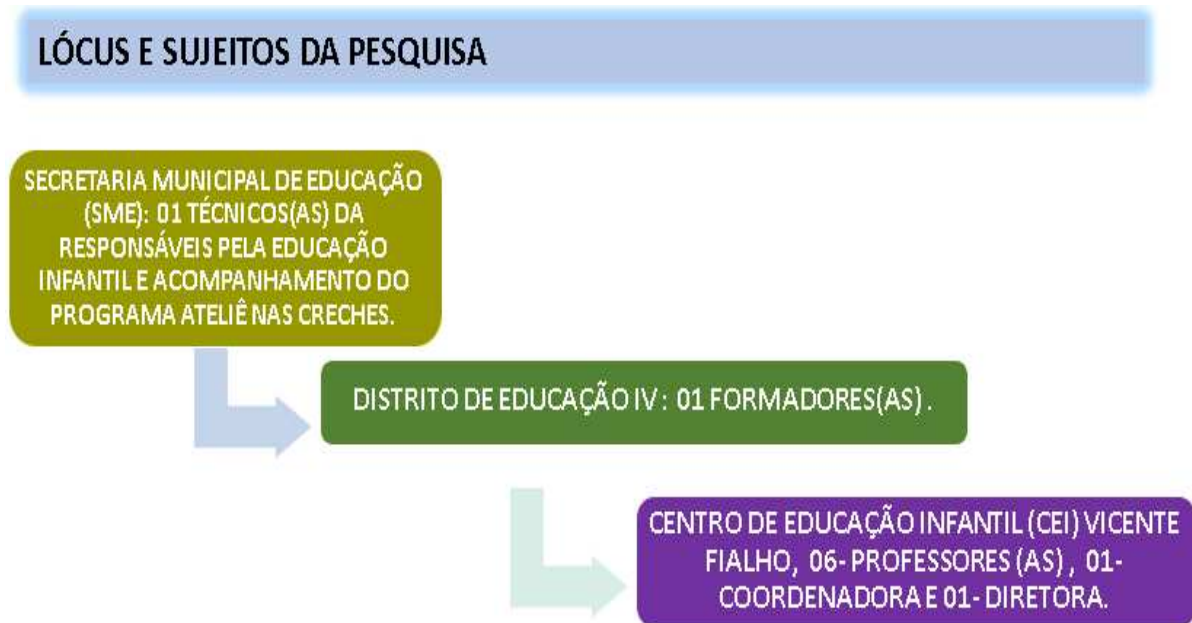 LÓCUS E SUJEITOS DA PESQUISA
SECRETARIA MUNICIPAL DE EDUCAÇÃO
(SME): 01 TÉCNICOS(AS) DA
RESPONSÁVEIS PELA EDUCAÇÃO
INFANTIL E ACOMPANHAMENTO DO
PROGRAMA ATELIÊ NAS CRECHES.
DISTRITO DE EDUCAÇÃO IV : 01 FORMADORES(AS) .
CENTRO DE EDUCAÇÃO INFANTIL (CEI) VICENTE
FIALHO, 06- PROFESSORES (AS) , 01-
COORDENADORA E 01- DIRETORA.